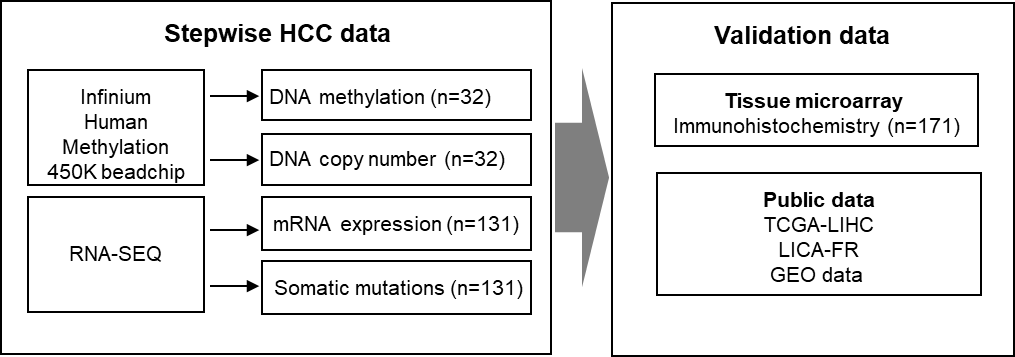 Stepwise HCC data
Infinium
Human
Methylation
450K beadchip
DNA methylation (n=32)
DNA copy number (n=32)
RNA-SEQ
mRNA expression (n=131)
Somatic mutations (n=131)
Validation data
Tissue microarray
Immunohistochemistry (n=171)
Public data
TCGA-LIHC
LICA-FR
GEO data